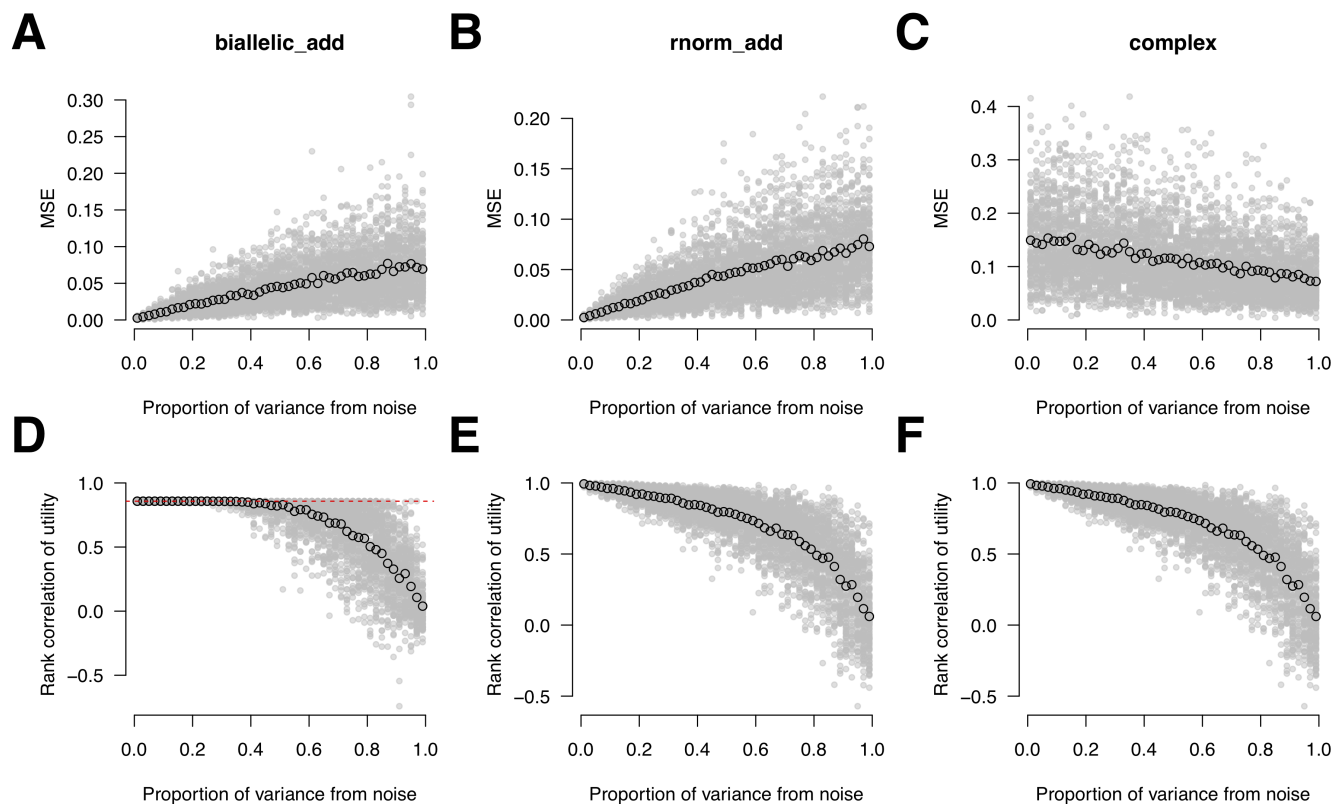 A
biallelic_add
B
rnorm_add
C
complex
MSE
0.30
0.25
0.20
0.15
0.10
0.05
0.00
0.0 0.2 0.4 0.6 0.8 1.0
Proportion of variance from noise
MSE
0.20
0.15
0.10
0.05
0.00
0.0 0.2 0.4 0.6 0.8 1.0
Proportion of variance from noise
MSE
0.4
0.3
0.2
0.1
0.0
0.0 0.2 0.4 0.6 0.8 1.0
Proportion of variance from noise
D
Rank correlation of utility
1.0
0.5
0.0
−0.5
0.0 0.2 0.4 0.6 0.8 1.0
Proportion of variance from noise
E
Rank correlation of utility
1.0
0.5
0.0
−0.5
0.0 0.2 0.4 0.6 0.8 1.0
Proportion of variance from noise
F
Rank correlation of utility
1.0
0.5
0.0
−0.5
0.0 0.2 0.4 0.6 0.8 1.0
Proportion of variance from noise